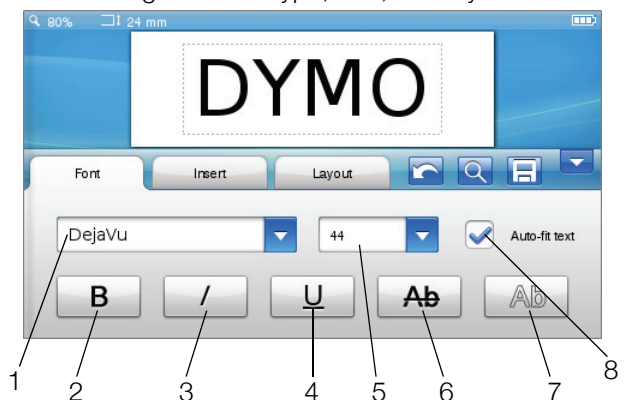 80% 24 mm
DYMO
Font Insert Layout
DejaVu 44 Auto-fit text
B I U Ab Ab
1 2 3 4 5 6 7 8